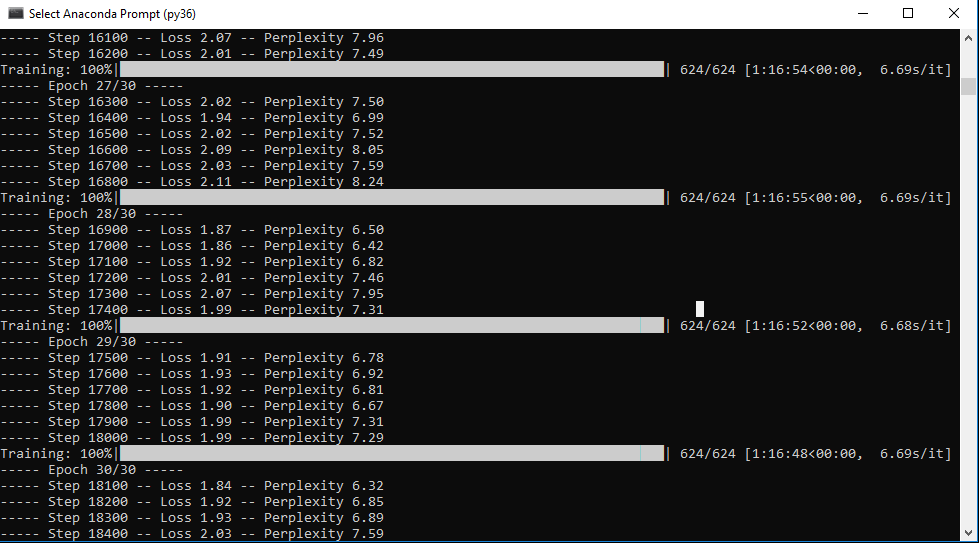 Select Anaconda Prompt (py36)
----- Step 16100 -- Loss 2.07 -- Perplexity 7.96
----- Step 16200 -- Loss 2.01 -- Perplexity 7.49
Training: 100%| | 624/624 [1:16:54<00:00, 6.69s/it]
----- Epoch 27/30 -----
----- Step 16300 -- Loss 2.02 -- Perplexity 7.50
----- Step 16400 -- Loss 1.94 -- Perplexity 6.99
----- Step 16500 -- Loss 2.02 -- Perplexity 7.52
----- Step 16600 -- Loss 2.09 -- Perplexity 8.05
----- Step 16700 -- Loss 2.03 -- Perplexity 7.59
----- Step 16800 -- Loss 2.11 -- Perplexity 8.24
Training: 100%| | 624/624 [1:16:55<00:00, 6.69s/it]
----- Epoch 28/30 -----
----- Step 16900 -- Loss 1.87 -- Perplexity 6.50
----- Step 17000 -- Loss 1.86 -- Perplexity 6.42
----- Step 17100 -- Loss 1.92 -- Perplexity 6.82
----- Step 17200 -- Loss 2.01 -- Perplexity 7.46
----- Step 17300 -- Loss 2.07 -- Perplexity 7.95
----- Step 17400 -- Loss 1.99 -- Perplexity 7.31
Training: 100%| | 624/624 [1:16:52<00:00, 6.68s/it]
----- Epoch 29/30 -----
----- Step 17500 -- Loss 1.91 -- Perplexity 6.78
----- Step 17600 -- Loss 1.93 -- Perplexity 6.92
----- Step 17700 -- Loss 1.92 -- Perplexity 6.81
----- Step 17800 -- Loss 1.90 -- Perplexity 6.67
----- Step 17900 -- Loss 1.99 -- Perplexity 7.31
----- Step 18000 -- Loss 1.99 -- Perplexity 7.29
Training: 100%| | 624/624 [1:16:48<00:00, 6.69s/it]
----- Epoch 30/30 -----
----- Step 18100 -- Loss 1.84 -- Perplexity 6.32
----- Step 18200 -- Loss 1.92 -- Perplexity 6.85
----- Step 18300 -- Loss 1.93 -- Perplexity 6.89
----- Step 18400 -- Loss 2.03 -- Perplexity 7.59